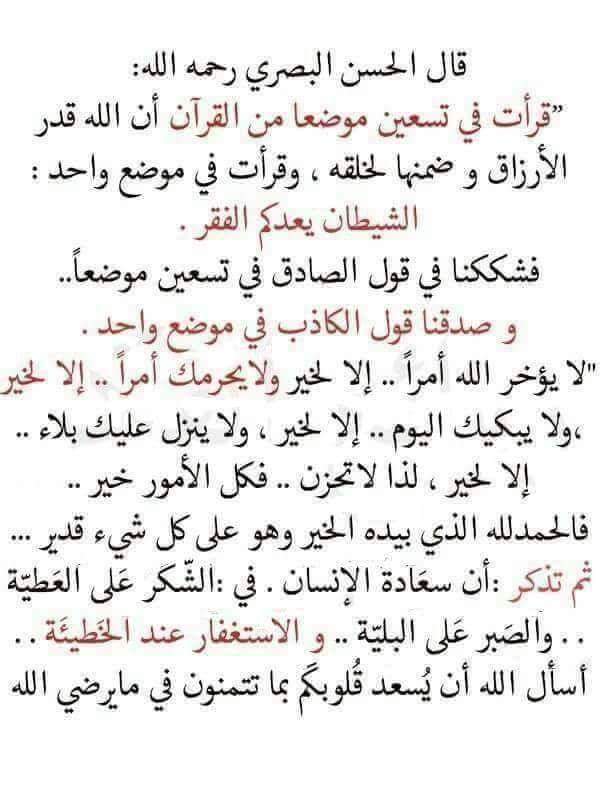 قال الحسن البصري رحمه الله:
”قرأت في تسعين موضعا من القرآن أن الله قدر
الأرزاق و ضمنها لخلقه ، وقرأت في موضع واحد :
الشيطان يعدكم الفقر .
فشككنا في قول الصادق في تسعين موضعاً..
و صدقنا قول الكاذب في موضع واحد .
"لا يؤخر الله أمراً .. إلا لخير ولايحرمك أمراً .. إلا لخير
،ولا يبكيك اليوم .. إلا لخير ، ولا ينزل عليك بلاء ..
إلا لخير ، لذا لاتحزن .. فكل الأمور خير ..
فالحمدلله الذي بيده الخير وهو على كل شيء قدير ...
ثم تذكر :أن سعَادة الإنسان . في :الشّكر عَلى العَطيّة
. . والصَبر عَلى البليّة .. و الاستغفار عند الخَطيئَة . .
أسأل الله أن يُسعد قُلوبكَم بما تتمنون في مايرضي الله